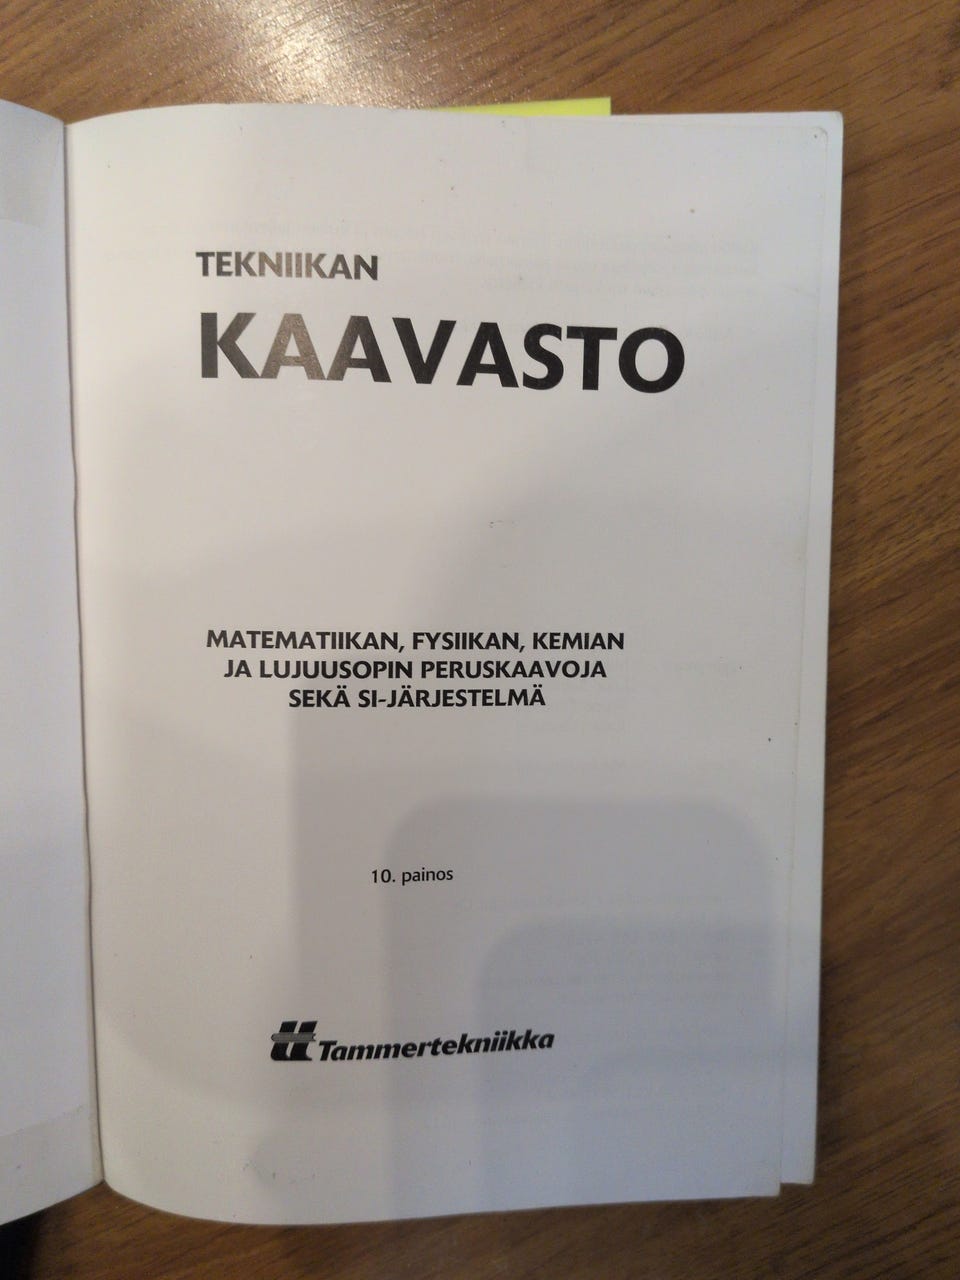 TEKNIIKAN
KAAVASTO
MATEMATIIKAN, FYSIIKAN, KEMIAN
JA LUJUUSOPIN PERUSKAAVOJA
SEKÄ SI-JÄRJESTELMÄ
10. painos
Tammertekniikka